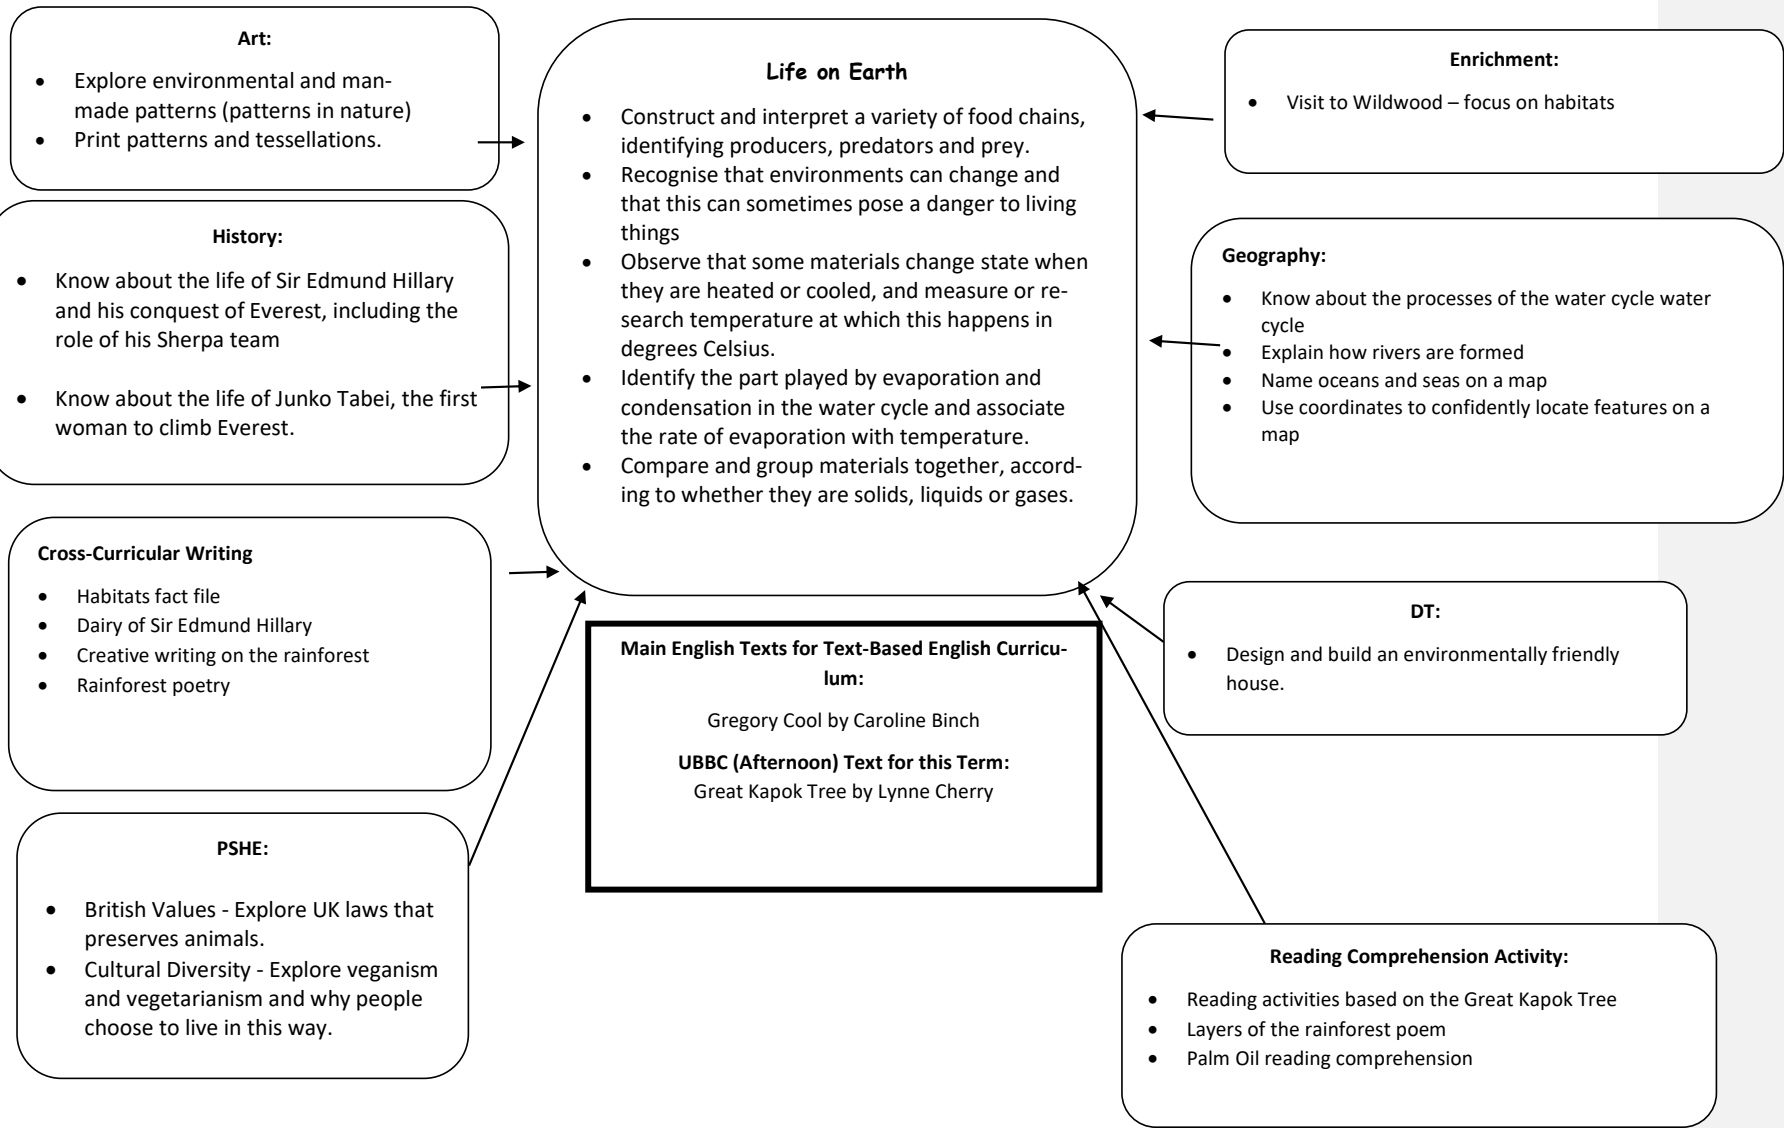 Art:
• Explore environmental and man-
made patterns (patterns in nature)
• Print patterns and tessellations.
History:
• Know about the life of Sir Edmund Hillary
and his conquest of Everest, including the
role of his Sherpa team
• Know about the life of Junko Tabei, the first
woman to climb Everest.
Cross-Curricular Writing
• Habitats fact file
• Dairy of Sir Edmund Hillary
• Creative writing on the rainforest
• Rainforest poetry
PSHE:
• British Values - Explore UK laws that
preserves animals.
• Cultural Diversity - Explore veganism
and vegetarianism and why people
choose to live in this way.
Life on Earth
• Construct and interpret a variety of food chains,
identifying producers, predators and prey.
• Recognise that environments can change and
that this can sometimes pose a danger to living
things
• Observe that some materials change state when
they are heated or cooled, and measure or re-
search temperature at which this happens in
degrees Celsius.
• Identify the part played by evaporation and
condensation in the water cycle and associate
the rate of evaporation with temperature.
• Compare and group materials together, accord-
ing to whether they are solids, liquids or gases.
Main English Texts for Text-Based English Curricu-
lum:
Gregory Cool by Caroline Binch
UBBC (Afternoon) Text for this Term:
Great Kapok Tree by Lynne Cherry
Enrichment:
• Visit to Wildwood – focus on habitats
Geography:
• Know about the processes of the water cycle water
cycle
• Explain how rivers are formed
• Name oceans and seas on a map
• Use coordinates to confidently locate features on a
map
DT:
• Design and build an environmentally friendly
house.
Reading Comprehension Activity:
• Reading activities based on the Great Kapok Tree
• Layers of the rainforest poem
• Palm Oil reading comprehension